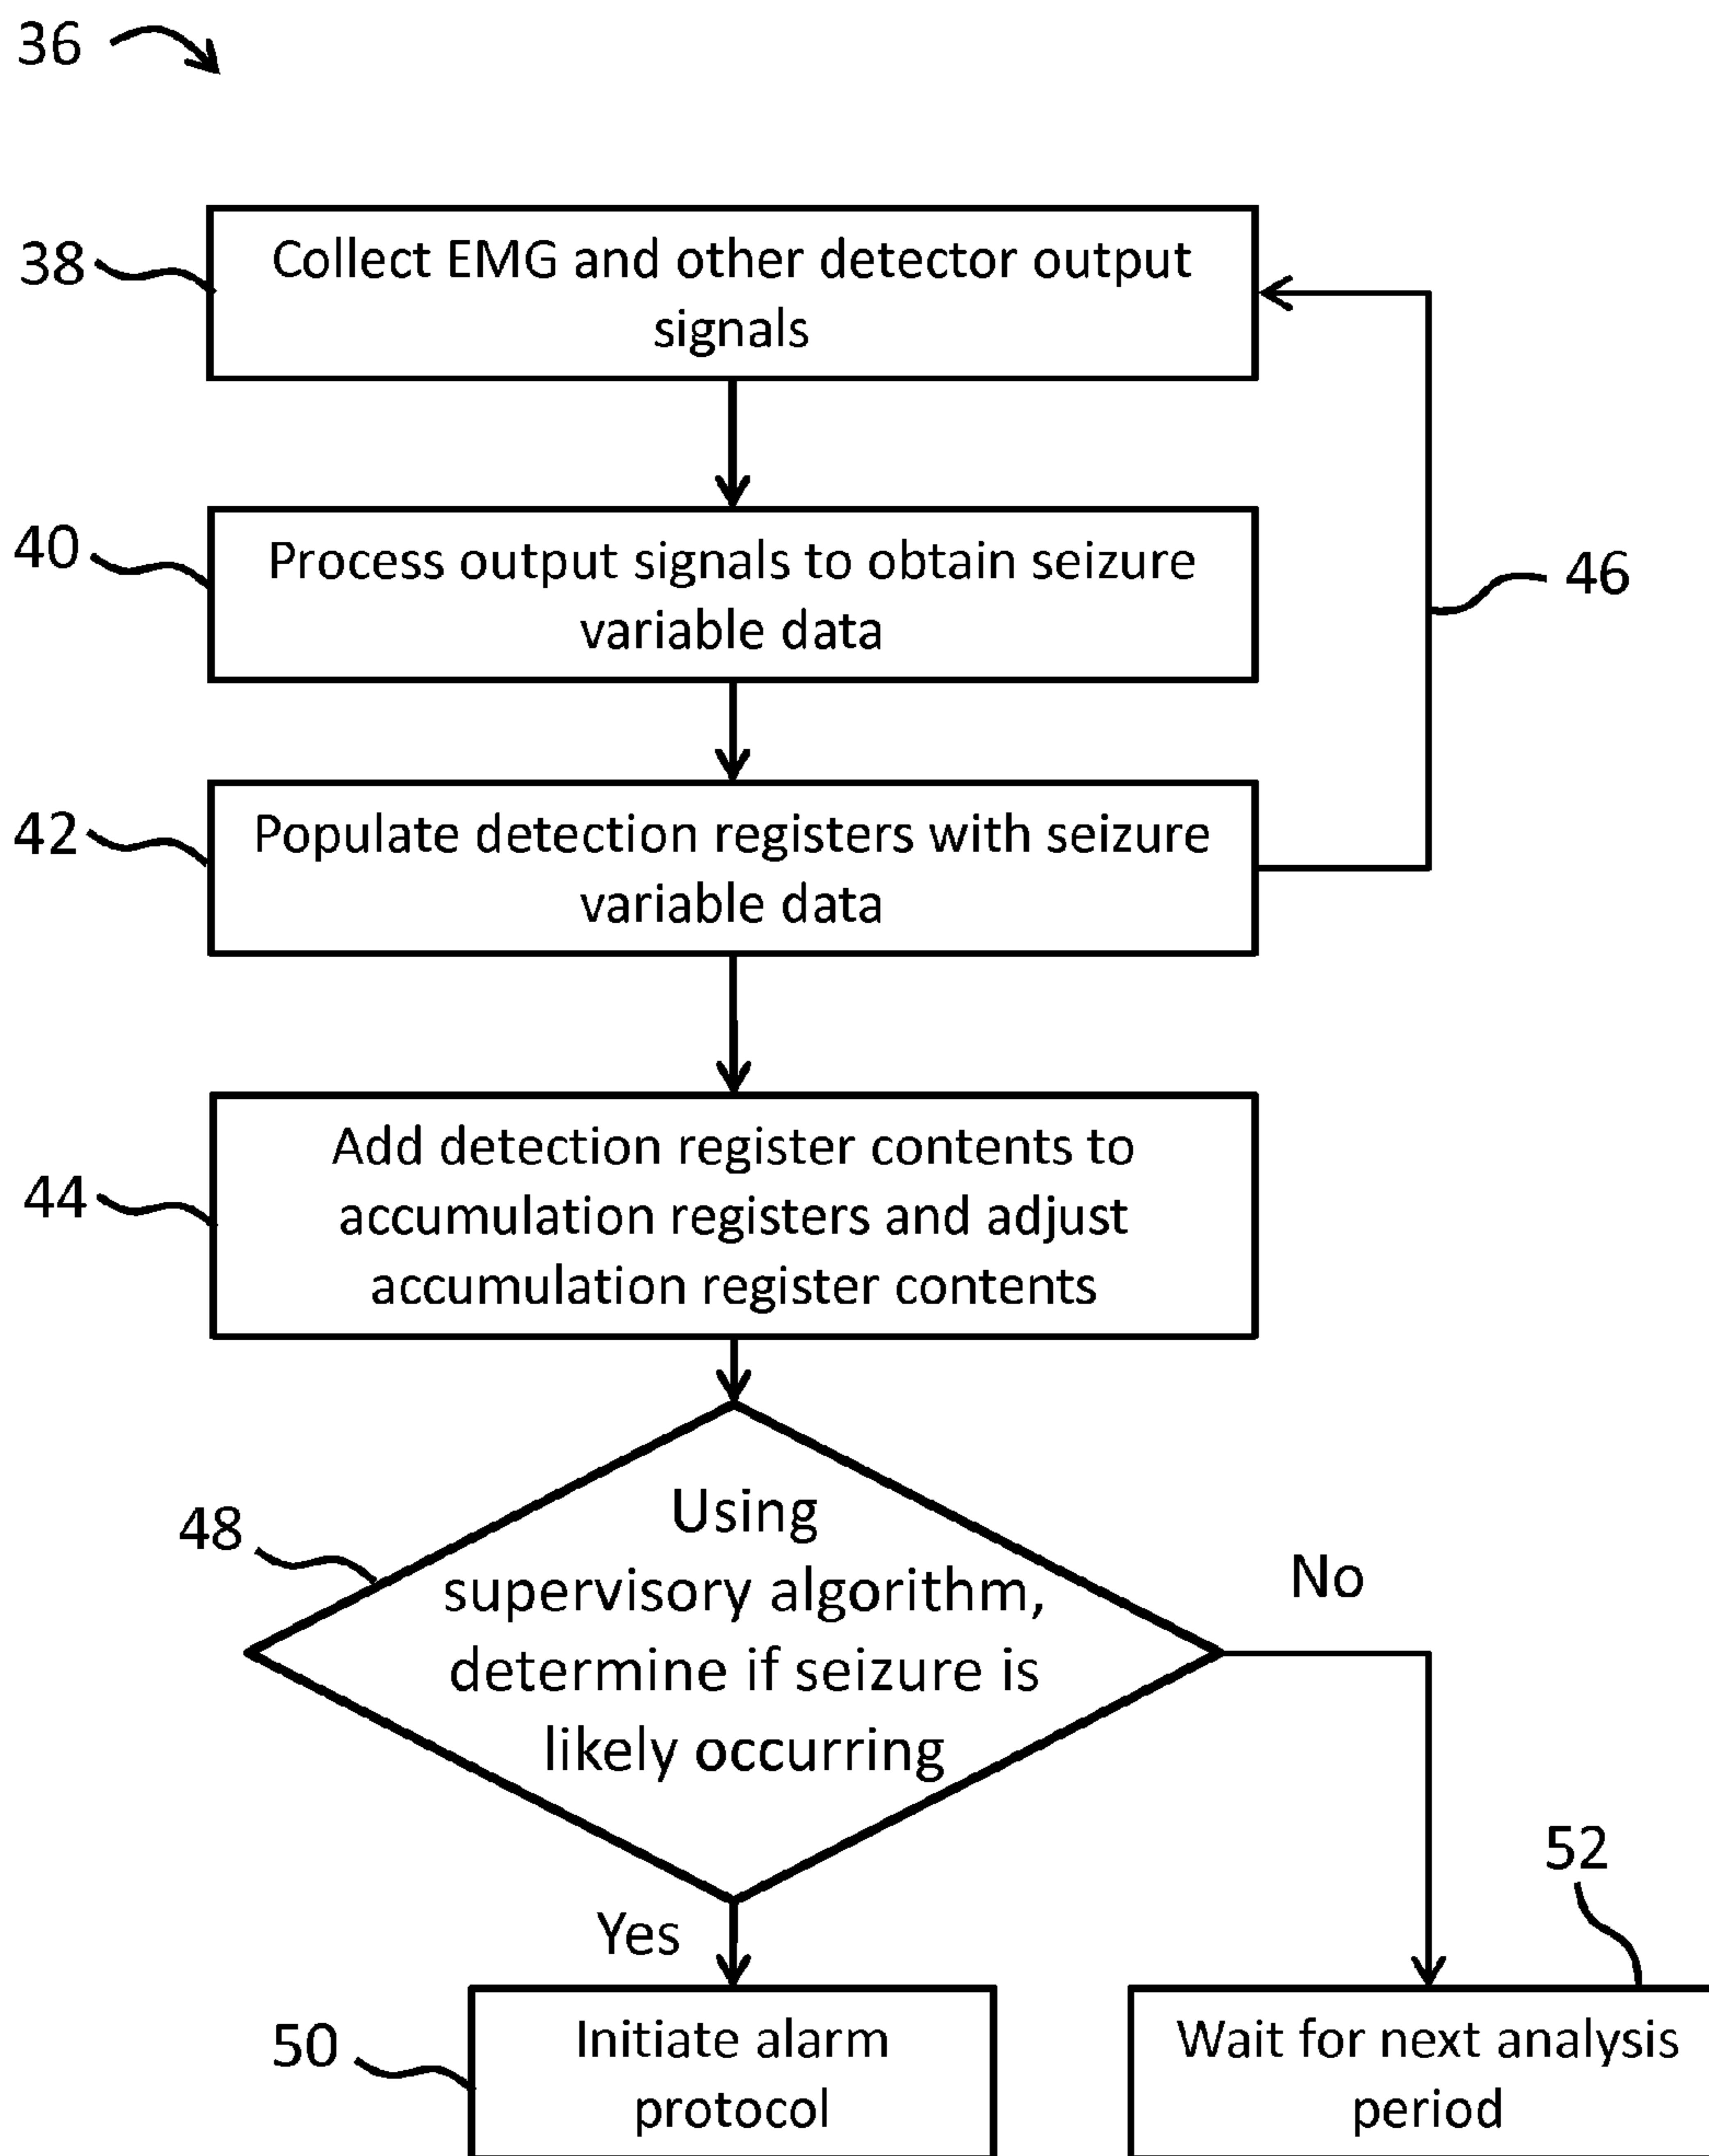 36
38
Collect EMG and other detector output
signals
40
Process output signals to obtain seizure
variable data
46
42
Populate detection registers with seizure
variable data
44
Add detection register contents to
accumulation registers and adjust
accumulation register contents
48
Using
supervisory algorithm,
determine if seizure is
likely occurring
No
Yes
52
50
Initiate alarm
protocol
Wait for next analysis
period